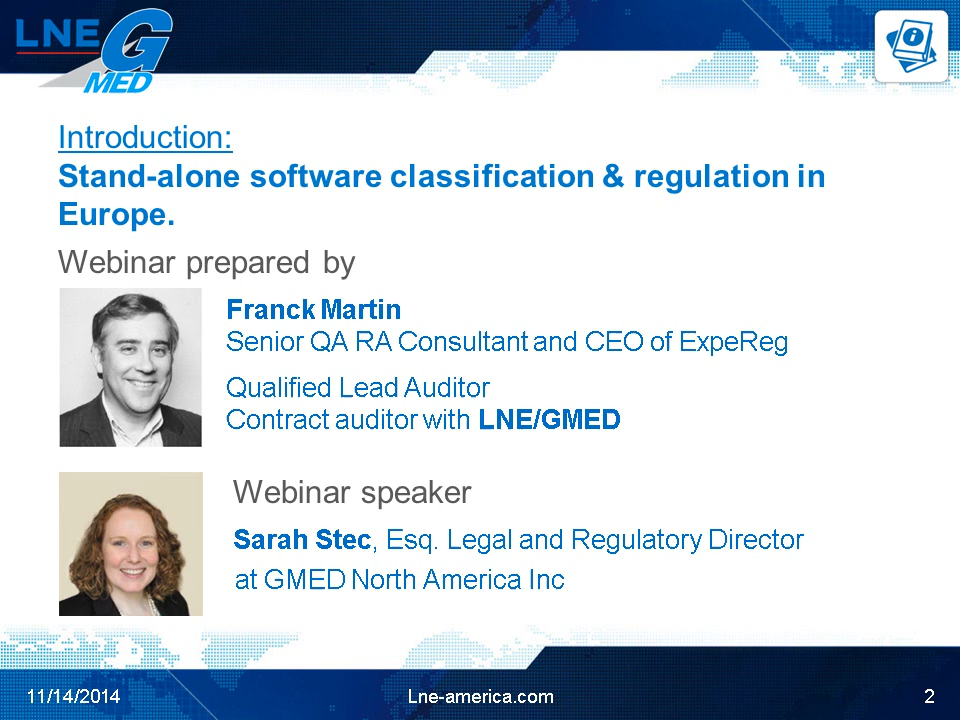 LNE G
MED
Introduction:
Stand-alone software classification & regulation in
Europe.
Webinar prepared by
Franck Martin
Senior QA RA Consultant and CEO of ExpeReg
Qualified Lead Auditor
Contract auditor with LNE/GMED
Webinar speaker
Sarah Stec, Esq. Legal and Regulatory Director
at GMED North America Inc
11/14/2014
Lne-america.com
2